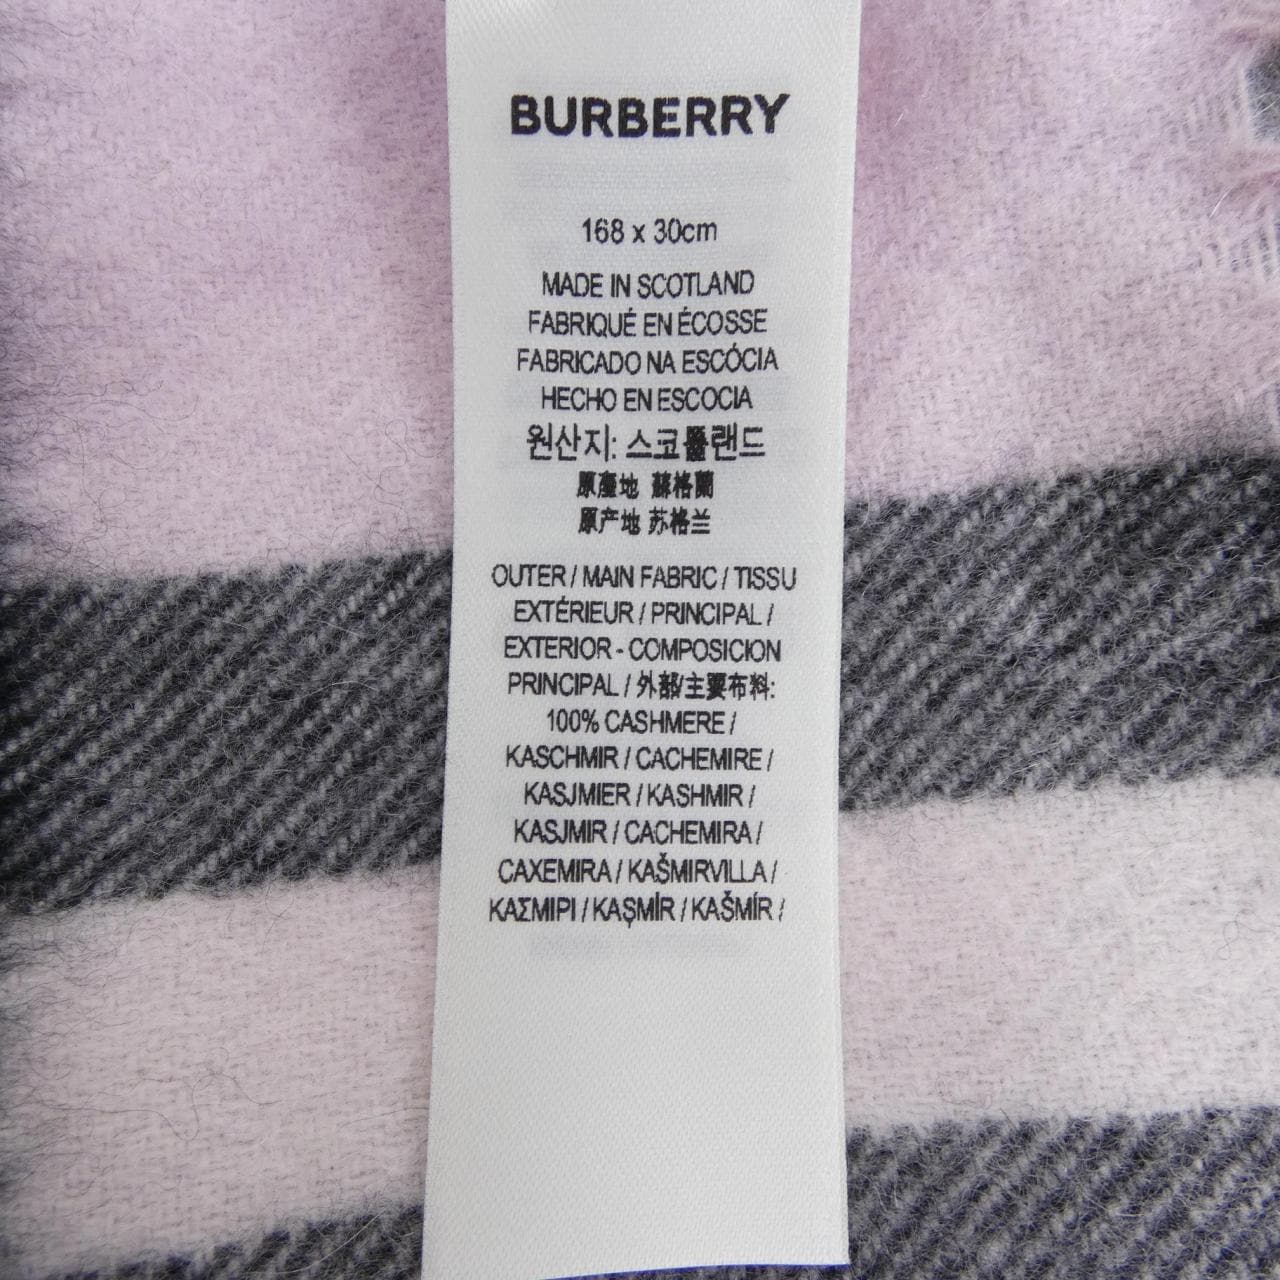 BURBERRY
168 x 30cm
MADE IN SCOTLAND
FABRIQUÉ EN ÉCOSSE
FABRICADO NA ESCÓCIA
HECHO EN ESCOCIA
원산지: 스코틀랜드
原產地 蘇格蘭
原产地 苏格兰
OUTER / MAIN FABRIC / TISSU
EXTÉRIEUR / PRINCIPAL /
EXTERIOR - COMPOSICION
PRINCIPAL / 外部/主要布料:
100% CASHMERE /
KASCHMIR / CACHEMIRE /
KASJMIER / KASHMIR /
KASJMIR / CACHEMIRA /
CAXEMIRA / KAŠMIRVILLA /
ΚΑΣΜΙΡΙ / KAŞMİR / KAŠMÍR /